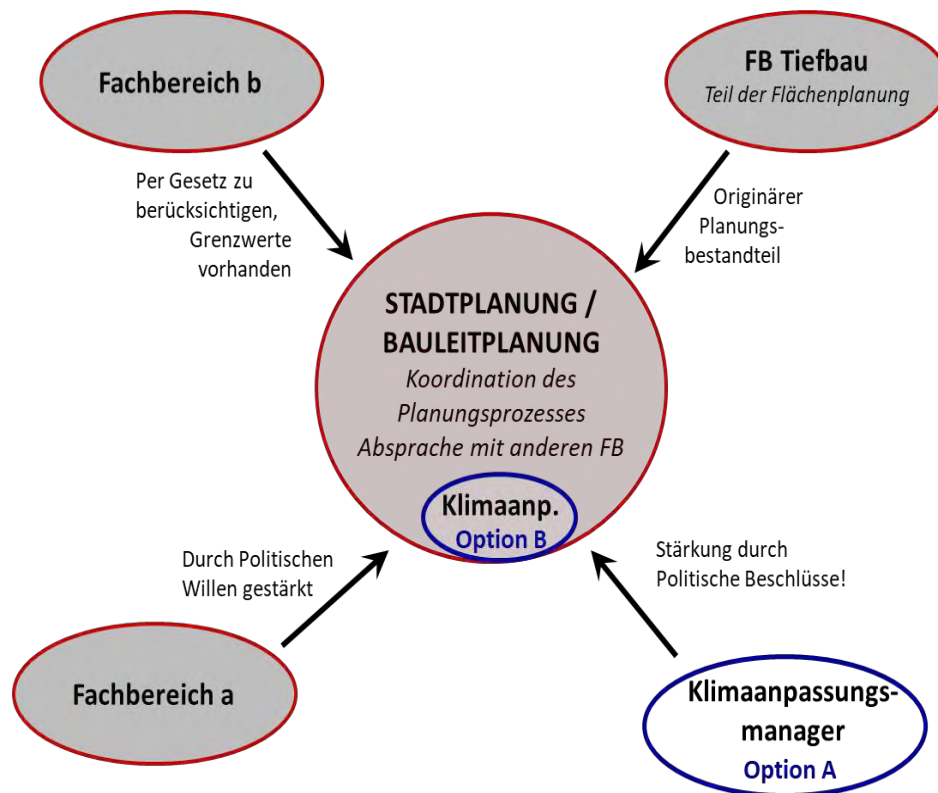 Fachbereich b
FB Tiefbau
Teil der Flächenplanung
Per Gesetz zu
berücksichtigen,
Grenzwerte
vorhanden
Originärer
Planungs-
bestandteil
STADTPLANUNG /
BAULEITPLANUNG
Koordination des
Planungsprozesses
Absprache mit anderen FB
Klimaanp.
Option B
Durch Politischen
Willen gestärkt
Stärkung durch
Politische Beschlüsse!
Fachbereich a
Klimaanpassungs-
manager
Option A